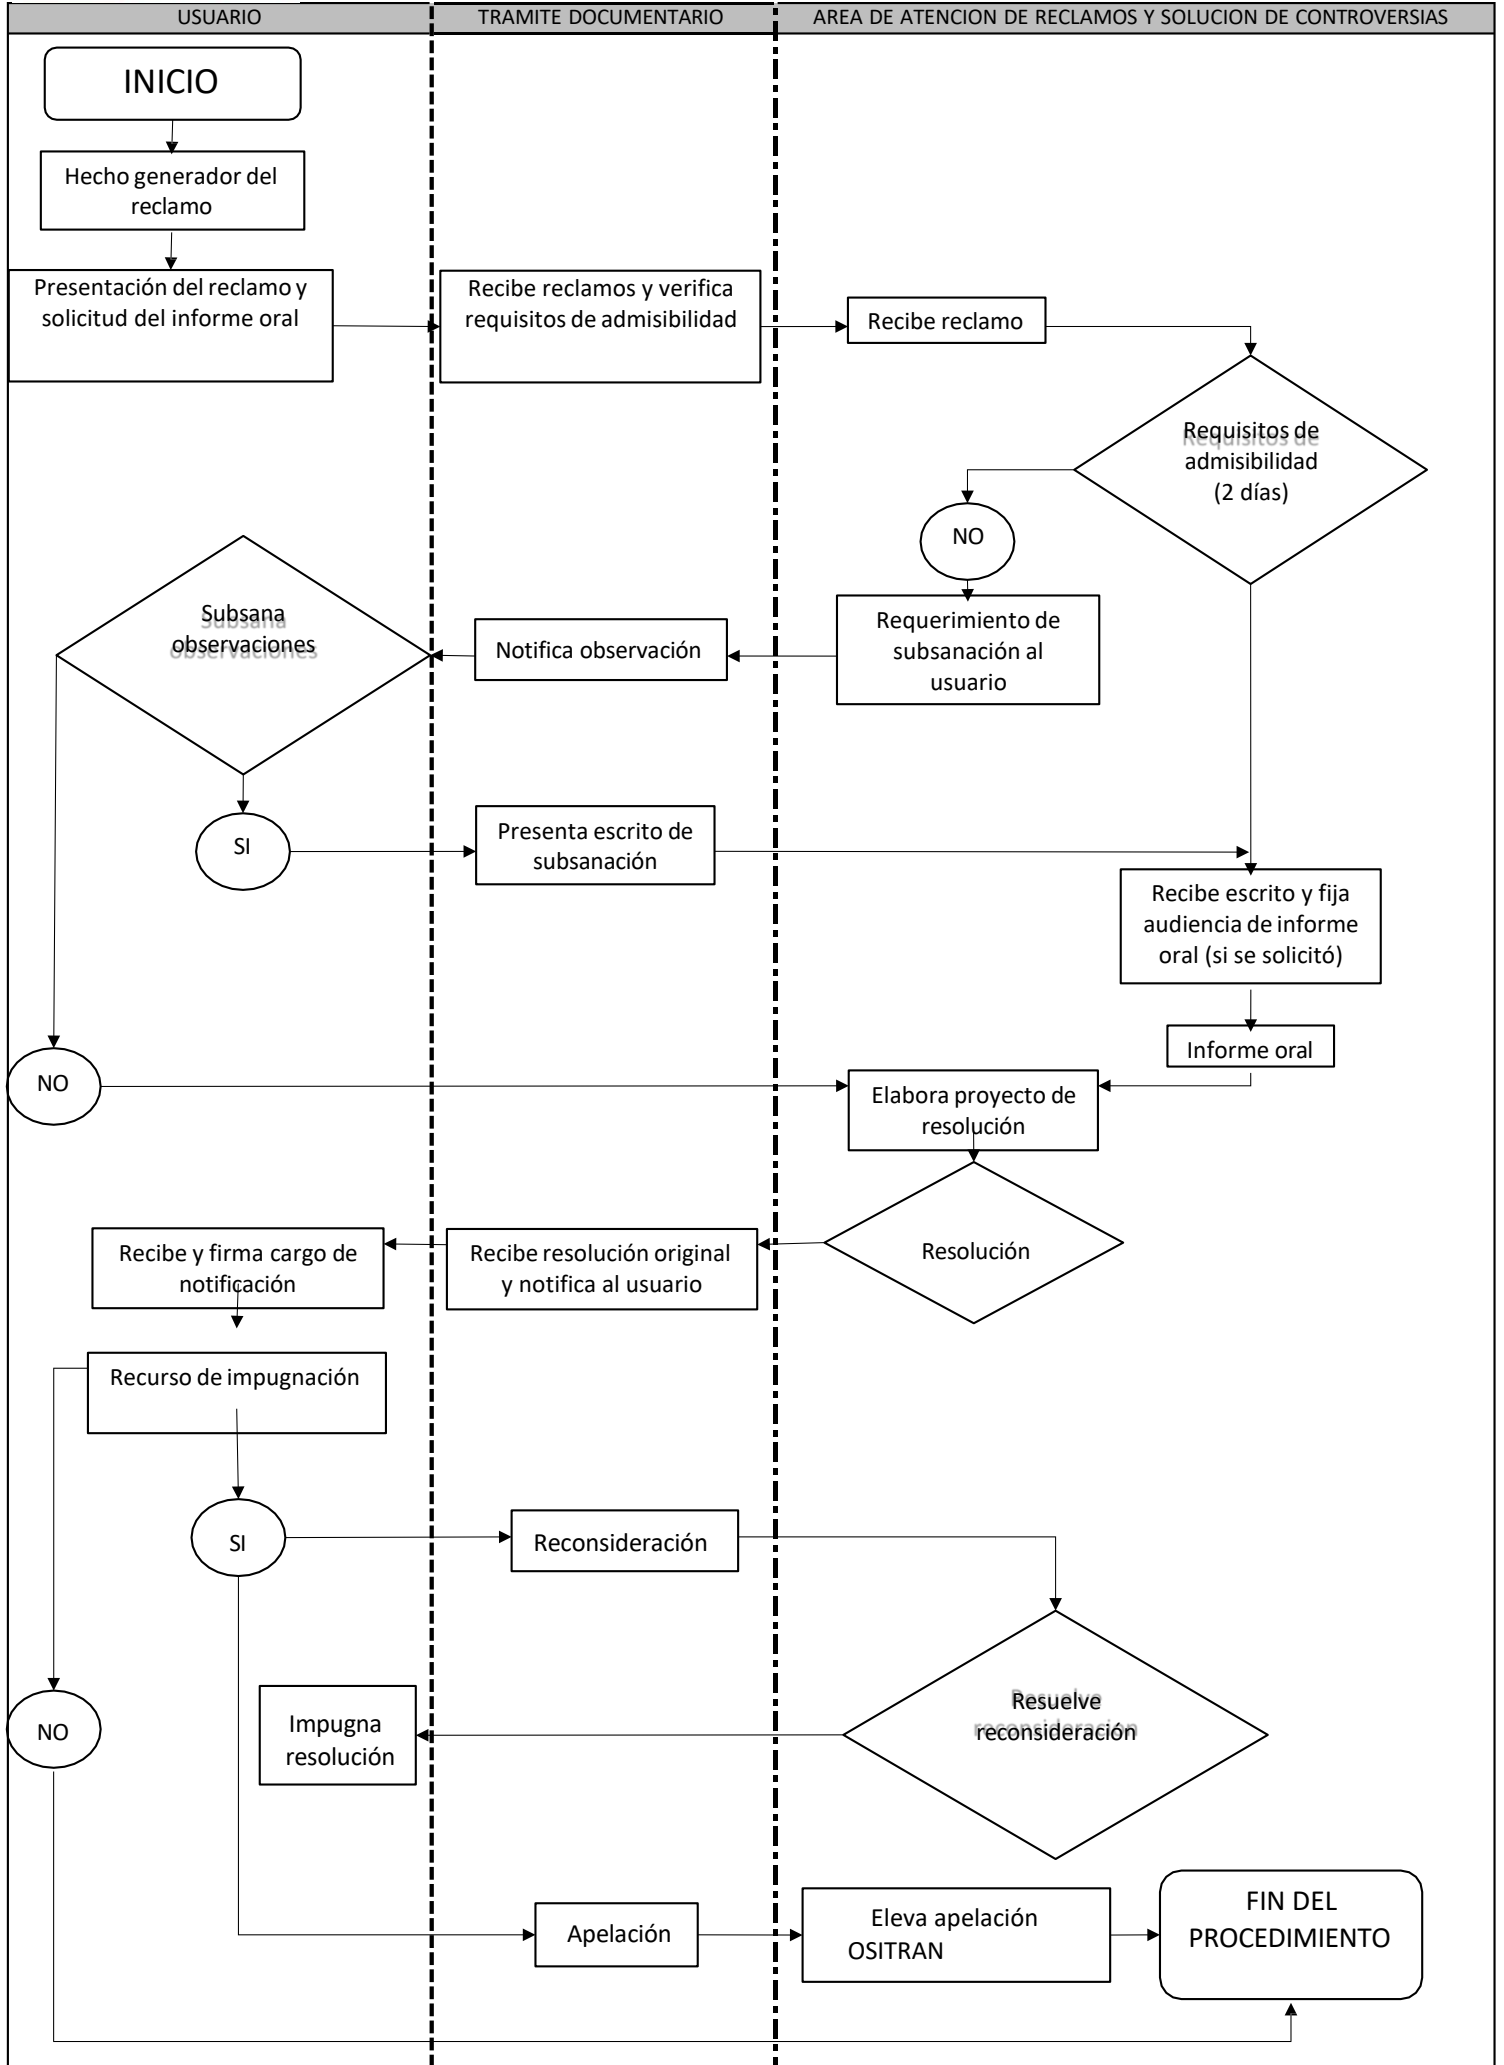 USUARIO
TRAMITE DOCUMENTARIO
AREA DE ATENCION DE RECLAMOS Y SOLUCION DE CONTROVERSIAS
INICIO
Hecho generador del
reclamo
Presentación del reclamo y
solicitud del informe oral
Recibe reclamos y verifica
requisitos de admisibilidad
Recibe reclamo
Requisitos de
admisibilidad
(2 días)
NO
Requerimiento de
subsanación al
usuario
Notifica observación
Subsana
observaciones
SI
Presenta escrito de
subsanación
Recibe escrito y fija
audiencia de informe
oral (si se solicitó)
Informe oral
NO
Elabora proyecto de
resolución
Resolución
Recibe resolución original
y notifica al usuario
Recibe y firma cargo de
notificación
Recurso de impugnación
SI
Reconsideración
Resuelve
reconsideración
Impugna
resolución
NO
Apelación
Eleva apelación
OSITRAN
FIN DEL
PROCEDIMIENTO